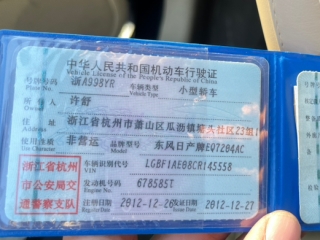 中华人民共和国机动车行驶证
Vehicle License of the People's Republic of China
号牌号码 浙A998YR 车辆类型 小型轿车
Plate No. Vehicle Type
所有人 许舒
Owner
住址 浙江省杭州市萧山区瓜沥镇
Address
使用性质 非营运 品牌型号 东风日产牌EQ7204AC
Use Character Model
浙江省杭州
市公安局交
通警察支队
车辆识别代号 LGBF1AE08CR145558
VIN
发动机号码 678585T
Engine No.
注册日期 2012-12-26 发证日期 2012-12-27
Register Date Issue Date